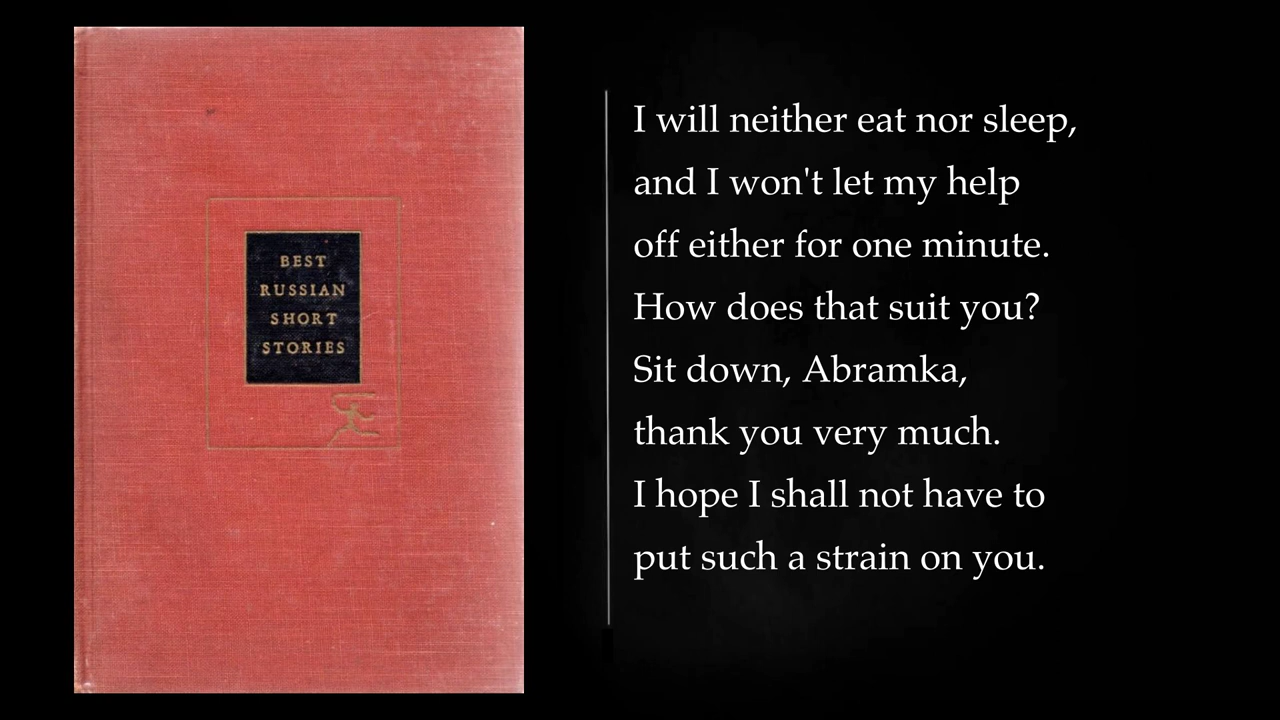 BEST
RUSSIAN
SHORT
STORIES
I will neither eat nor sleep,
and I won't let my help
off either for one minute.
How does that suit you?
Sit down, Abramka,
thank you very much.
I hope I shall not have to
put such a strain on you.